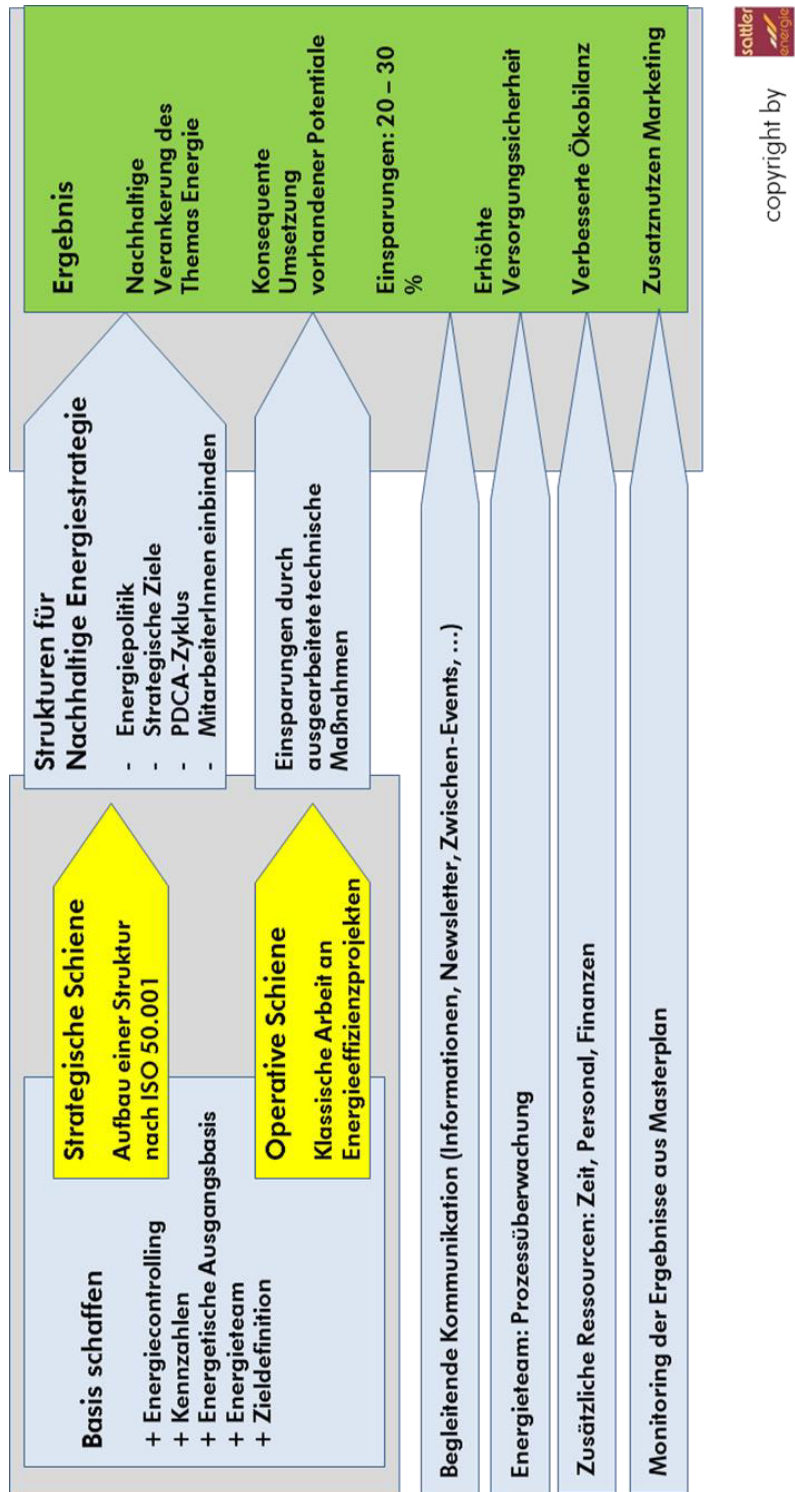 Basis schaffen
+ Energiecontrolling
+ Kennzahlen
+ Energetische Ausgangsbasis
+ Energieteam
+ Zieldefinition
Strategische Schiene
Aufbau einer Struktur
nach ISO 50.001
Operative Schiene
Klassische Arbeit an
Energieeffizienzprojekten
Strukturen für
Nachhaltige Energiestrategie
- Energiepolitik
- Strategische Ziele
- PDCA-Zyklus
- MitarbeiterInnen einbinden
Einsparungen durch
ausgearbeitete technische
Maßnahmen
Ergebnis
Nachhaltige
Verankerung des
Themas Energie
Konsequente
Umsetzung
vorhandener Potentiale
Einsparungen: 20 – 30
%
Erhöhte
Versorgungssicherheit
Verbesserte Ökobilanz
Zusatznutzen Marketing
Begleitende Kommunikation (Informationen, Newsletter, Zwischen-Events, ...)
Energieteam: Prozessüberwachung
Zusätzliche Ressourcen: Zeit, Personal, Finanzen
Monitoring der Ergebnisse aus Masterplan
copyright by
sattler
energie